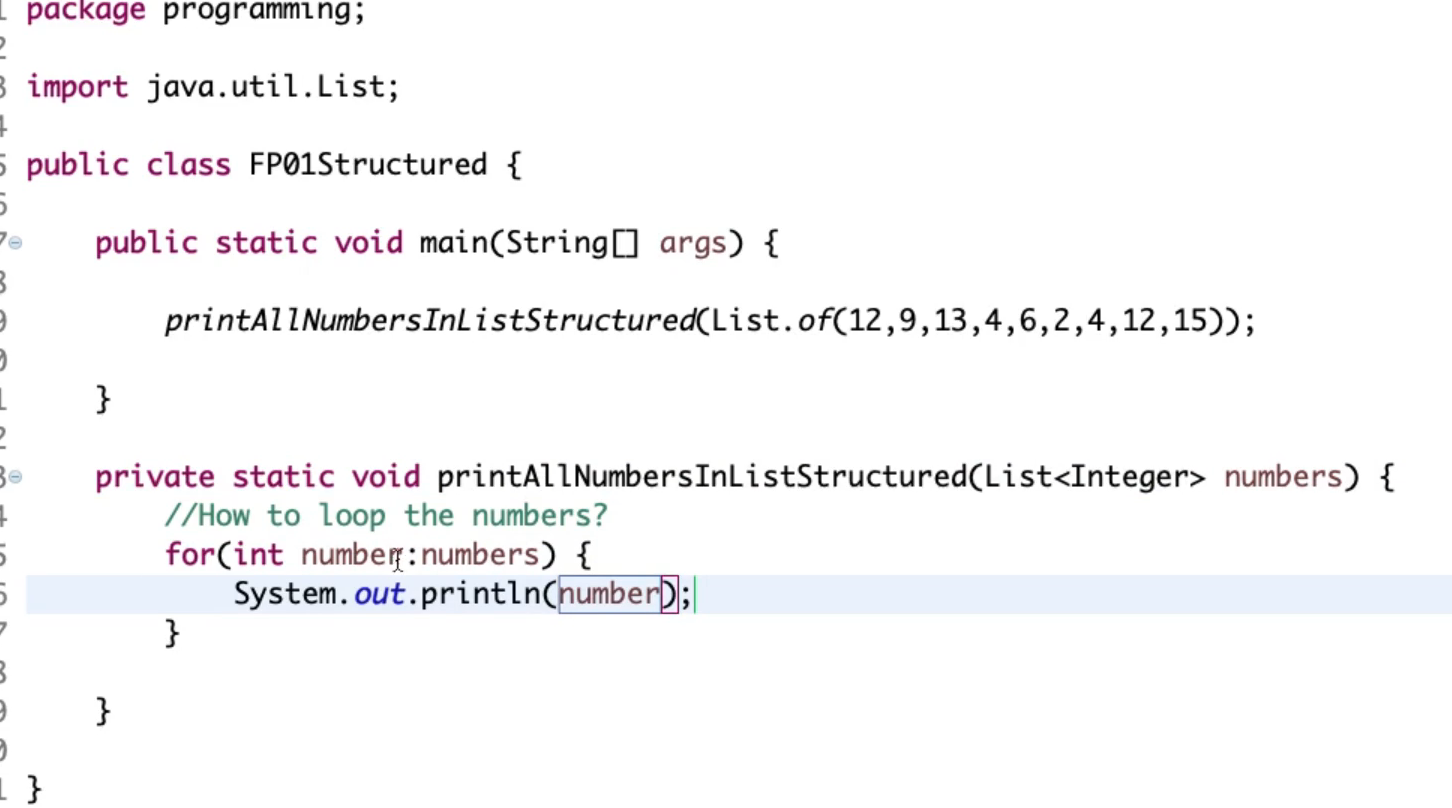 1 package programming;
2
3 import java.util.List;
4
5 public class FP01Structured {
6
7 public static void main(String[] args) {
8
9 printAllNumbersInListStructured(List.of(12,9,13,4,6,2,4,12,15));
0
1 }
2
3 private static void printAllNumbersInListStructured(List<Integer> numbers) {
4 //How to loop the numbers?
5 for(int number:numbers) {
6 System.out.println(number);
7 }
8
9 }
0
1 }